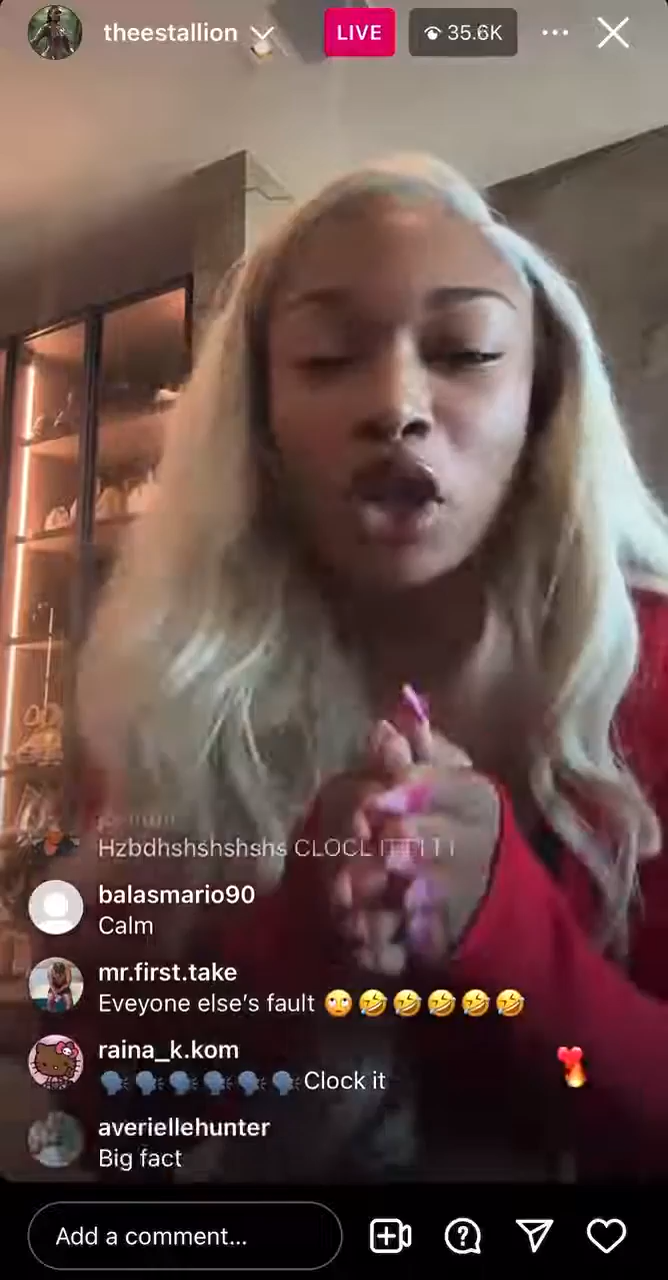 theestallion
LIVE
35.6K
Hzbdhshshshshs CLOCL ITTITI
balasmario90
Calm
mr.first.take
Eveyone else's fault 🙄🤣🤣🤣🤣🤣
raina_k.kom
🗣️🗣️🗣️🗣️🗣️🗣️Clock it
averiellehunter
Big fact
Add a comment...